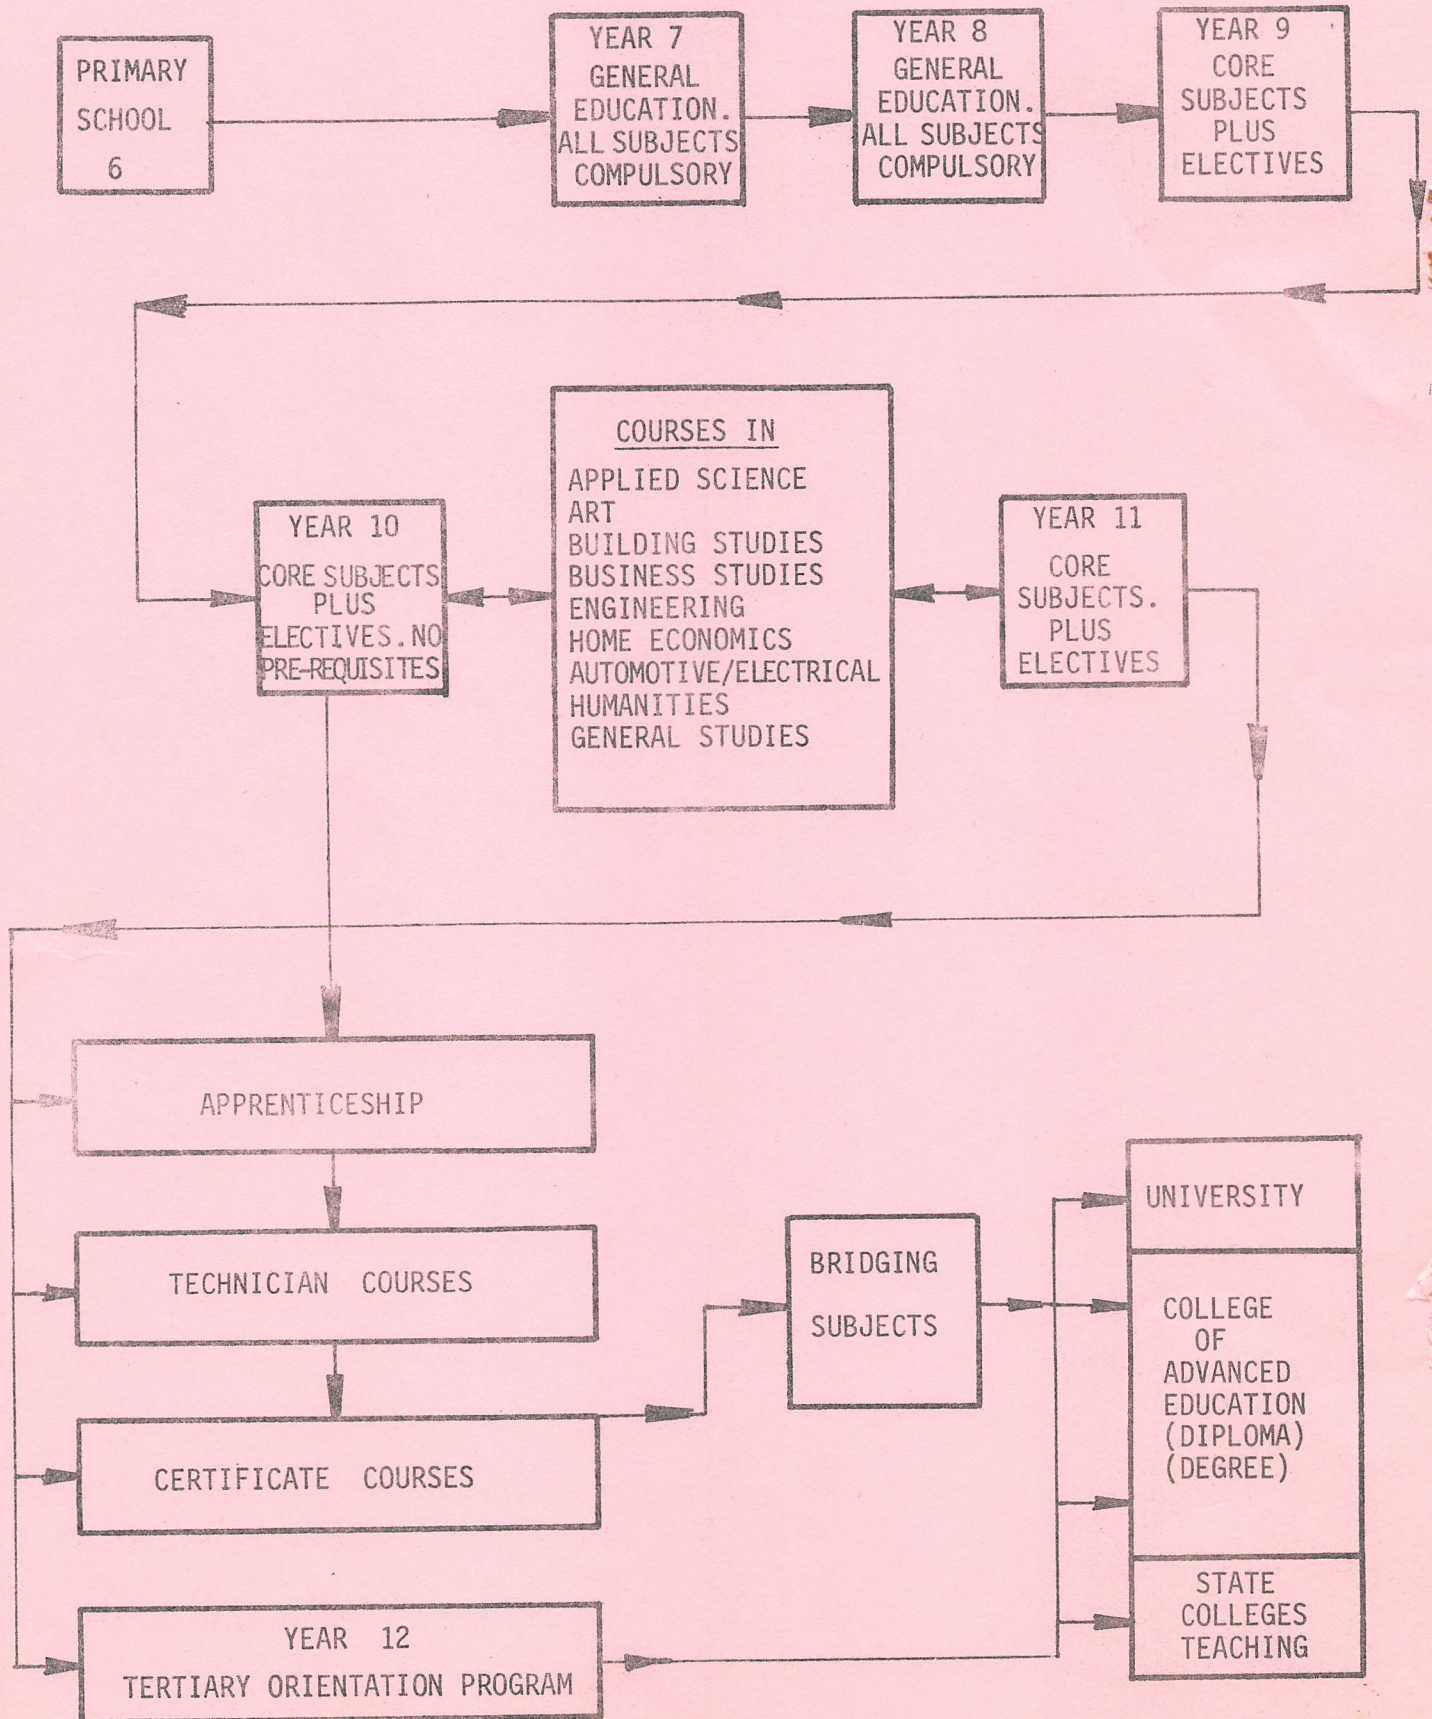 PRIMARY
SCHOOL
6
YEAR 7
GENERAL
EDUCATION.
ALL SUBJECTS
COMPULSORY
YEAR 8
GENERAL
EDUCATION.
ALL SUBJECTS
COMPULSORY
YEAR 9
CORE
SUBJECTS
PLUS
ELECTIVES
YEAR 10
CORE SUBJECTS
PLUS
ELECTIVES. NO
PRE-REQUISITES
COURSES IN
APPLIED SCIENCE
ART
BUILDING STUDIES
BUSINESS STUDIES
ENGINEERING
HOME ECONOMICS
AUTOMOTIVE/ELECTRICAL
HUMANITIES
GENERAL STUDIES
YEAR 11
CORE
SUBJECTS.
PLUS
ELECTIVES
APPRENTICESHIP
TECHNICIAN COURSES
CERTIFICATE COURSES
YEAR 12
TERTIARY ORIENTATION PROGRAM
BRIDGING
SUBJECTS
UNIVERSITY
COLLEGE
OF
ADVANCED
EDUCATION
(DIPLOMA)
(DEGREE)
STATE
COLLEGES
TEACHING